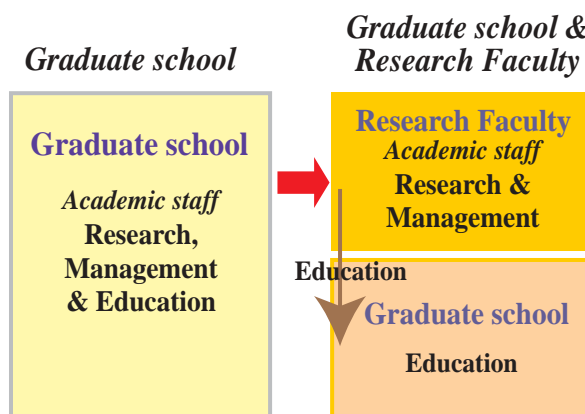 Graduate school
Graduate school
Academic staff
Research,
Management
& Education
Graduate school &
Research Faculty
Research Faculty
Academic staff
Research &
Management
Education
Graduate school
Education